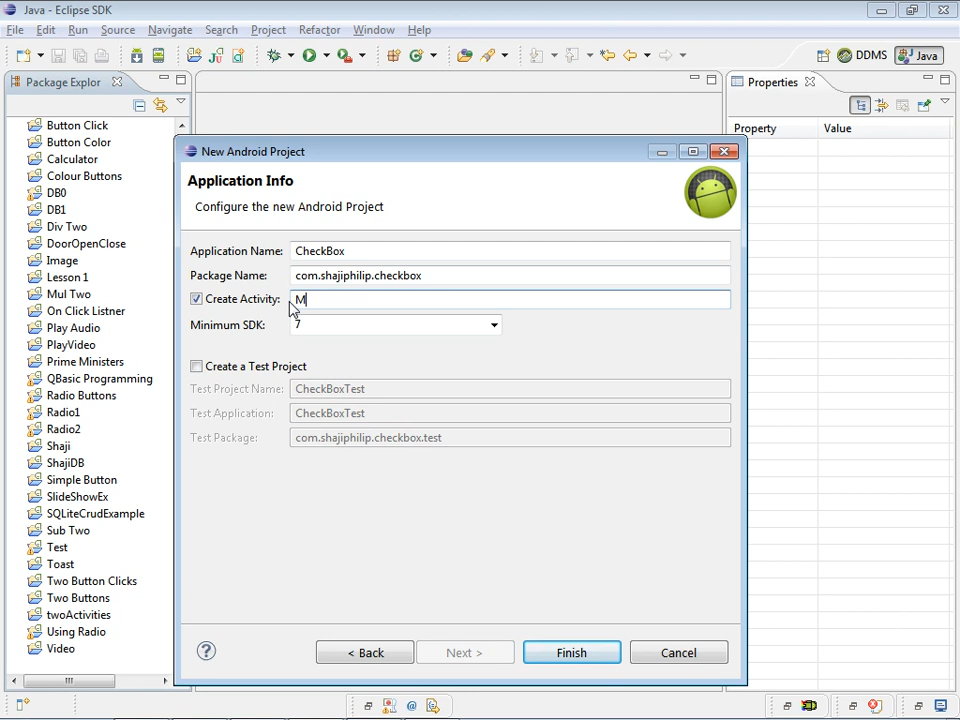 Java - Eclipse SDK
File Edit Run Source Navigate Search Project Refactor Window Help
DDMS Java
Package Explor
Properties
Property Value
Button Click
Button Color
Calculator
Colour Buttons
DB0
DB1
Div Two
DoorOpenClose
Image
Lesson 1
Mul Two
On Click Listner
Play Audio
PlayVideo
Prime Ministers
QBasic Programming
Radio Buttons
Radio1
Radio2
Shaji
ShajiDB
Simple Button
SlideShowEx
SQLiteCrudExample
Sub Two
Test
Toast
Two Button Clicks
Two Buttons
twoActivities
Using Radio
Video
New Android Project
Application Info
Configure the new Android Project
Application Name: CheckBox
Package Name: com.shajiphilip.checkbox
Create Activity: M
Minimum SDK: 7
Create a Test Project
Test Project Name: CheckBoxTest
Test Application: CheckBoxTest
Test Package: com.shajiphilip.checkbox.test
< Back Next > Finish Cancel